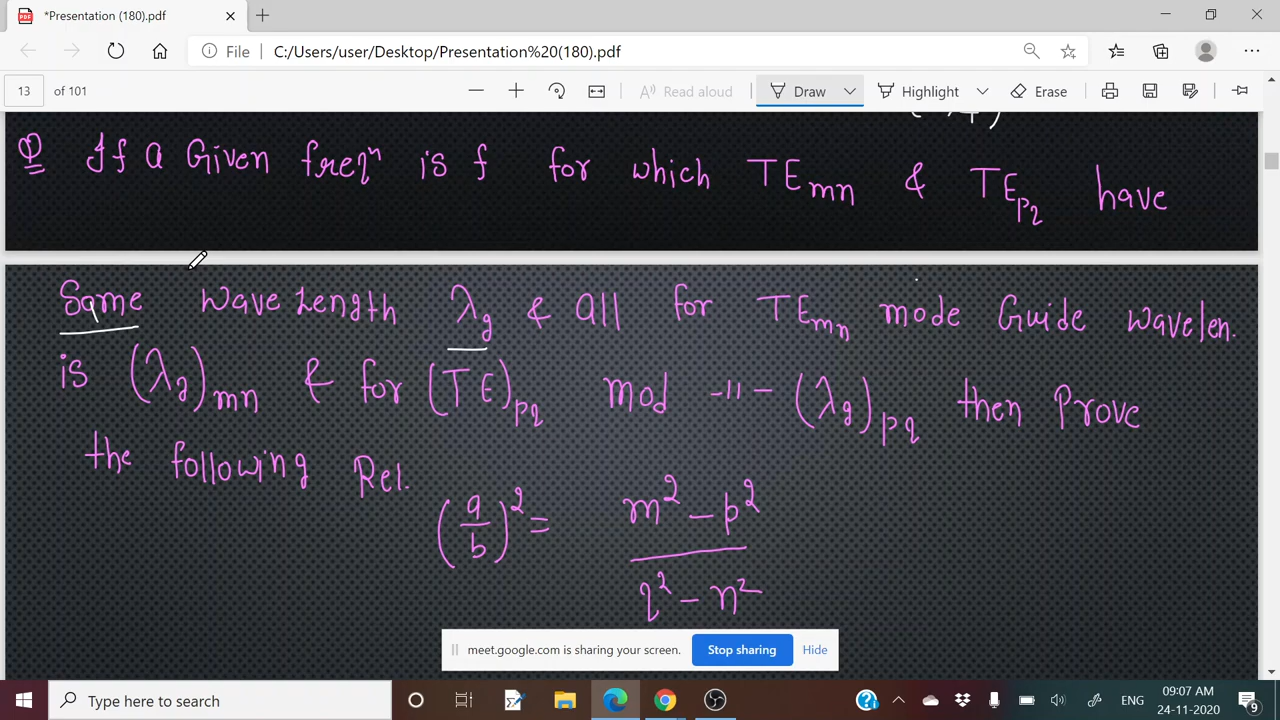 *Presentation (180).pdf
File C:/Users/user/Desktop/Presentation%20(180).pdf
13 of 101 Read aloud Draw Highlight Erase
Q If a Given freqⁿ is f for which TEmn & TEpq have
Same Wave Length λg & all for TEmn mode Guide wavelen.
is (λg)mn & for (TE)pq mod -11- (λg)pq then Prove
the following Rel.
(a/b)² = m² - p² / q² - n²
meet.google.com is sharing your screen. Stop sharing Hide
Type here to search
ENG
09:07 AM
24-11-2020
9